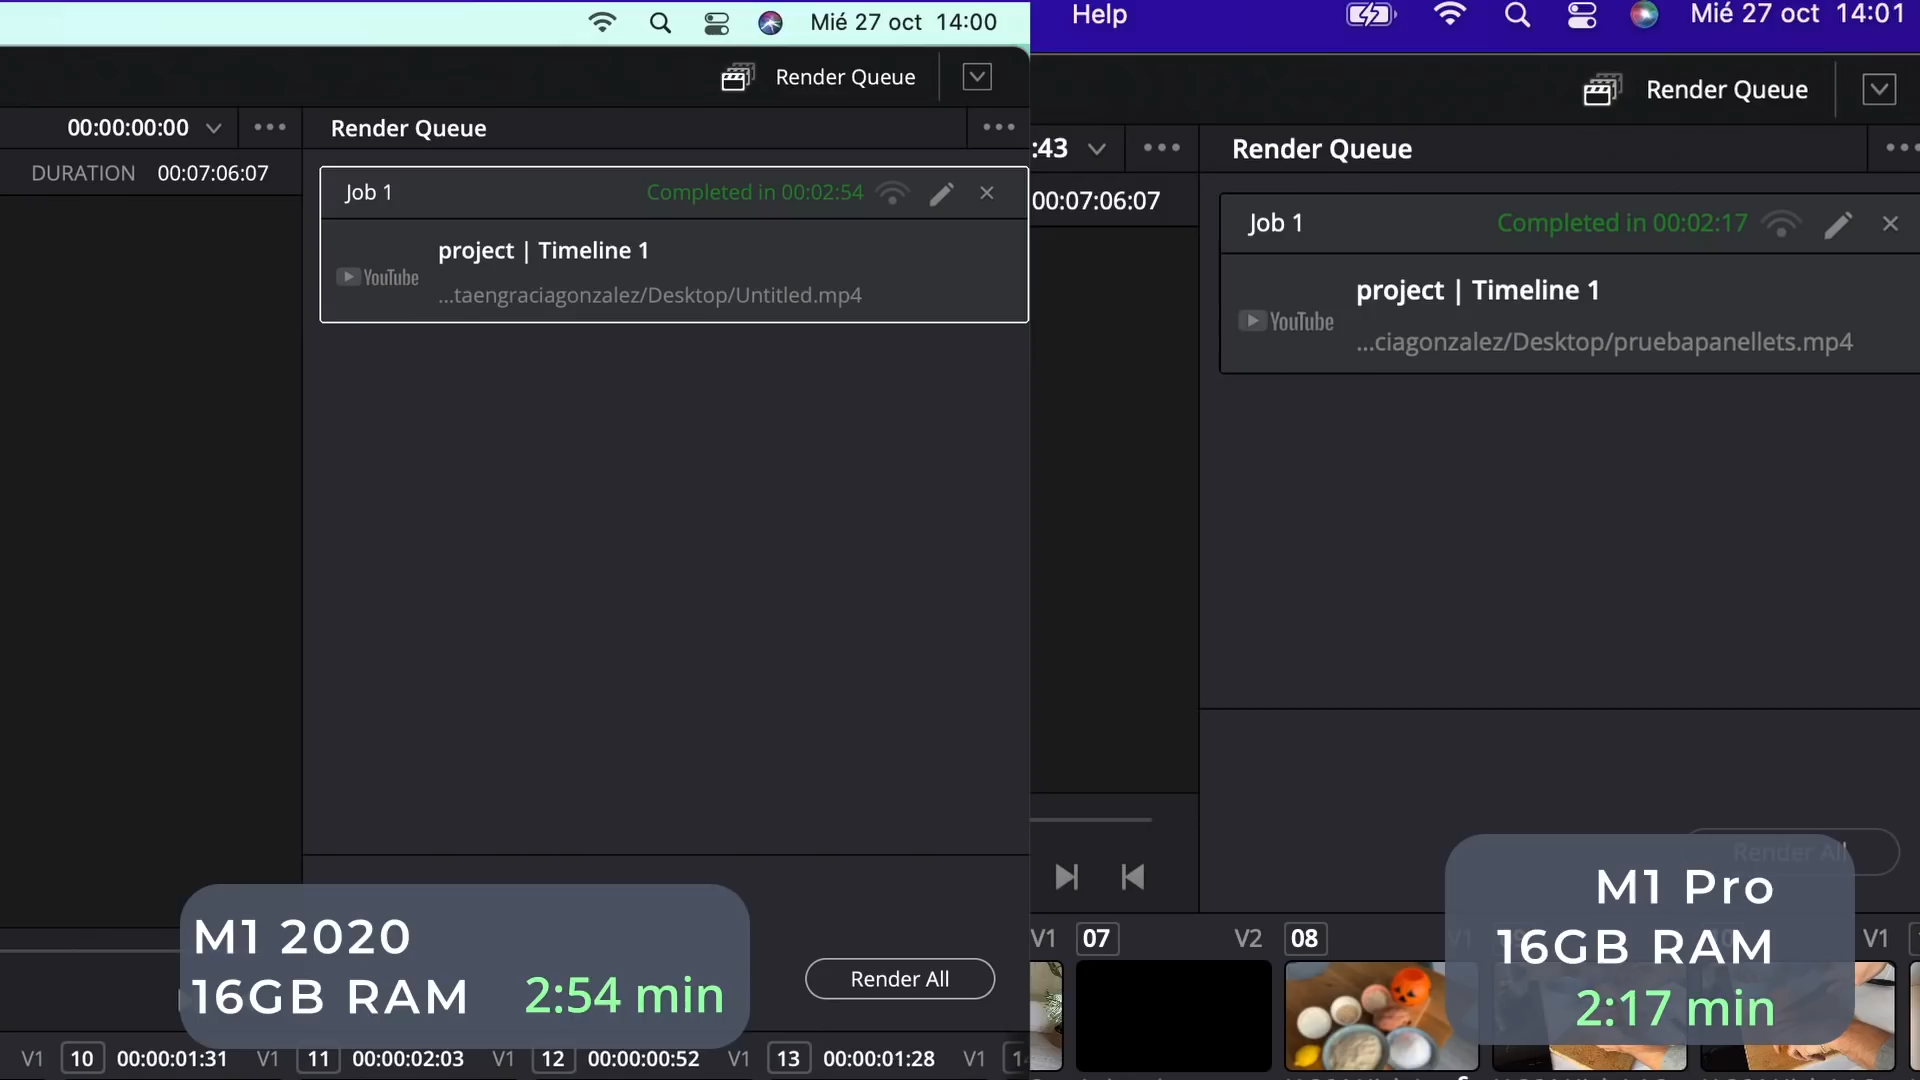 Mié 27 oct 14:00
Render Queue
00:00:00:00
Render Queue
DURATION 00:07:06:07
Job 1 Completed in 00:02:54
project | Timeline 1
YouTube
...taengraciagonzalez/Desktop/Untitled.mp4
M1 2020
16GB RAM 2:54 min
Render All
V1 10 00:00:01:31 V1 11 00:00:02:03 V1 12 00:00:00:52 V1 13 00:00:01:28 V1
Help Mié 27 oct 14:01
Render Queue
:43
Render Queue
00:07:06:07
Job 1 Completed in 00:02:17
project | Timeline 1
YouTube
...ciagonzalez/Desktop/pruebapanellets.mp4
Render All
M1 Pro
16GB RAM
2:17 min
V1 07 V2 08 V1 V1